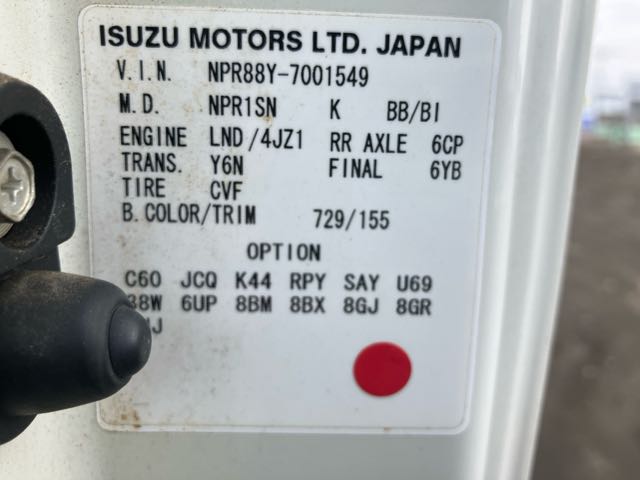 ISUZU MOTORS LTD. JAPAN
V.I.N. NPR88Y-7001549
M.D. NPR1SN K BB/BI
ENGINE LND/4JZ1 RR AXLE 6CP
TRANS. Y6N FINAL 6YB
TIRE CVF
B.COLOR/TRIM 729/155
OPTION
C60 JCQ K44 RPY SAY U69
6UP 8BM 8BX 8GJ 8GR